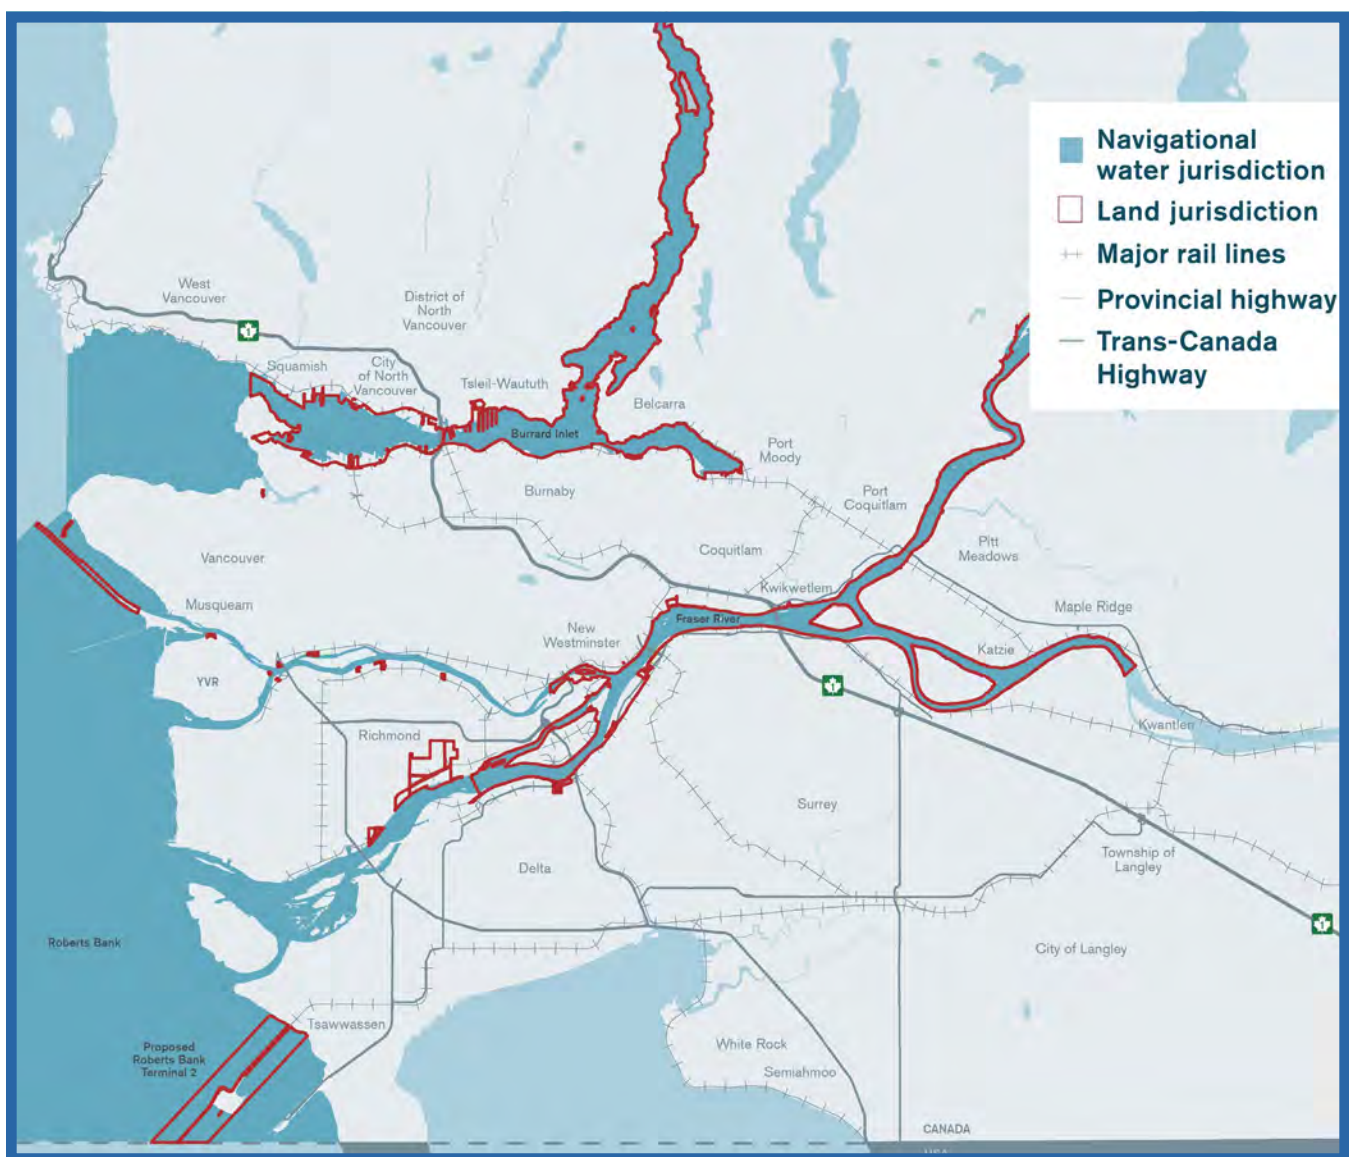 Navigational
water jurisdiction
Land jurisdiction
Major rail lines
Provincial highway
Trans-Canada
Highway
West
Vancouver
1
District of
North
Vancouver
Squamish
City
of North
Vancouver
Tsleil-Waututh
Belcarra
Burrard Inlet
Port
Moody
Burnaby
Port
Coquitlam
Vancouver
Coquitlam
Pitt
Meadows
Musqueam
Kwikwetlem
Maple Ridge
Fraser River
New
Westminster
Katzie
YVR
1
Kwantlen
Richmond
Surrey
Delta
Township of
Langley
1
Roberts Bank
City of Langley
Tsawwassen
Proposed
Roberts Bank
Terminal 2
White Rock
Semiahmoo
CANADA